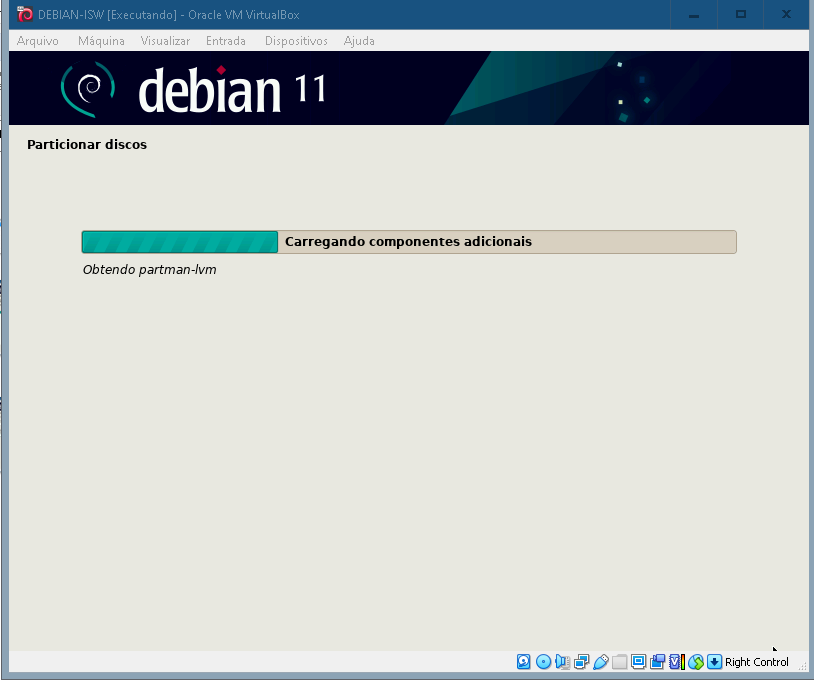 DEBIAN-ISW [Executando] - Oracle VM VirtualBox
Arquivo Máquina Visualizar Entrada Dispositivos Ajuda
debian 11
Particionar discos
Carregando componentes adicionais
Obtendo partman-lvm
Right Control